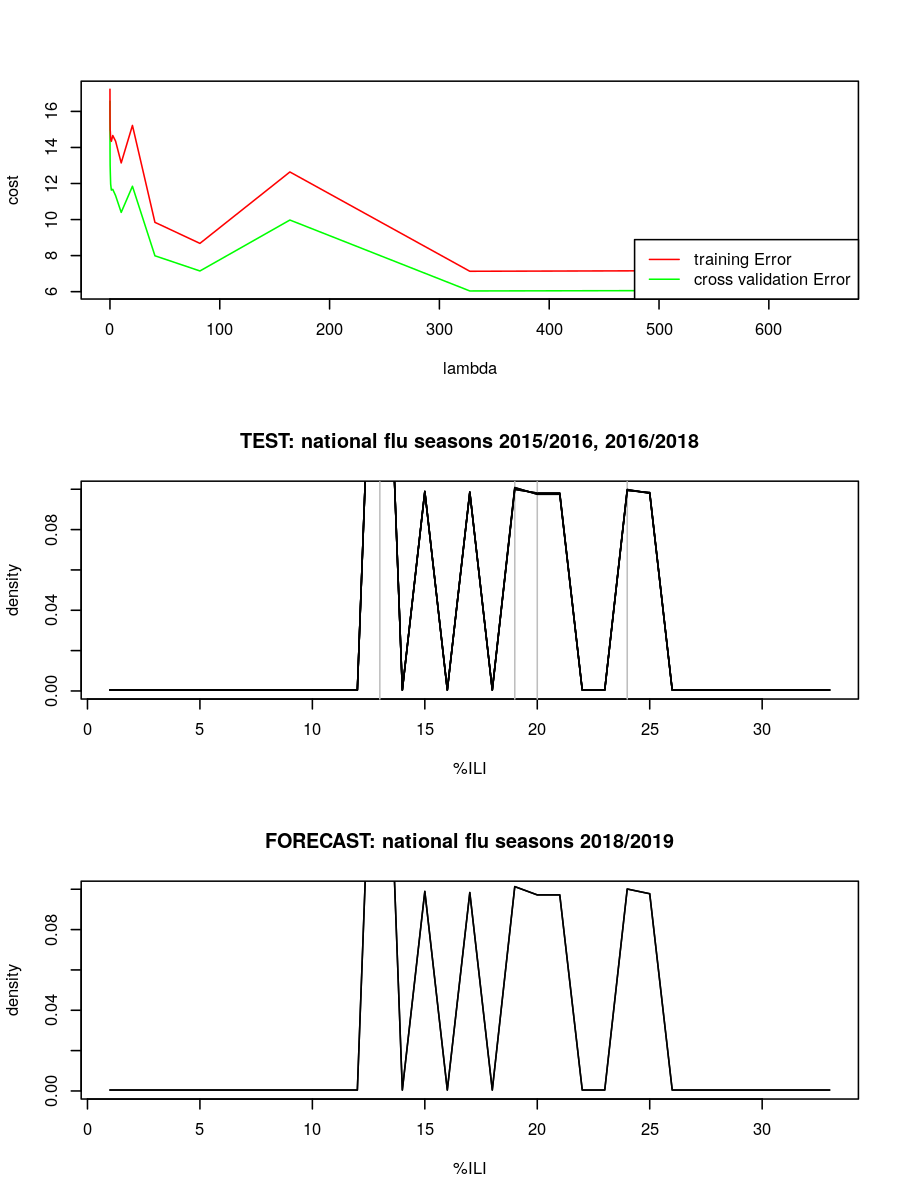 16
14
12
10
8
6
cost
training Error
cross validation Error
0 100 200 300 400 500 600
lambda
TEST: national flu seasons 2015/2016, 2016/2018
0.08
0.04
0.00
density
0 5 10 15 20 25 30
%ILI
FORECAST: national flu seasons 2018/2019
0.08
0.04
0.00
density
0 5 10 15 20 25 30
%ILI